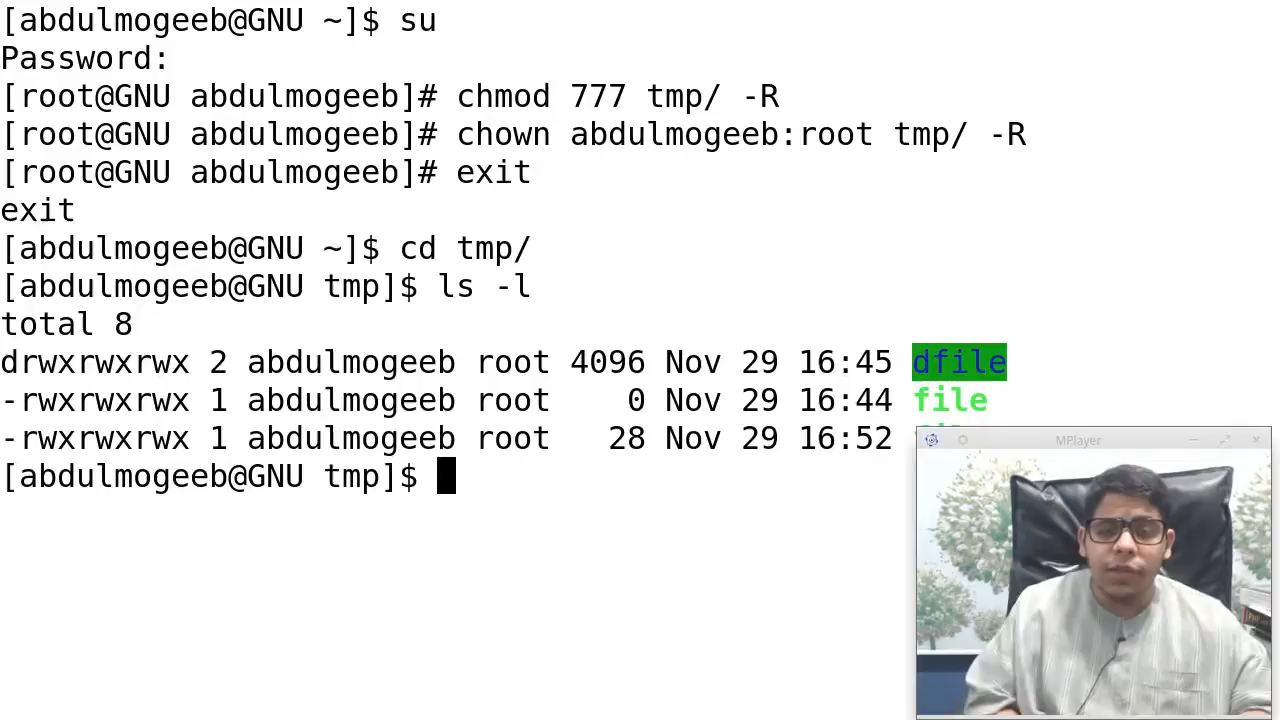 [abdulmogeeb@GNU ~]$ su
Password:
[root@GNU abdulmogeeb]# chmod 777 tmp/ -R
[root@GNU abdulmogeeb]# chown abdulmogeeb:root tmp/ -R
[root@GNU abdulmogeeb]# exit
exit
[abdulmogeeb@GNU ~]$ cd tmp/
[abdulmogeeb@GNU tmp]$ ls -l
total 8
drwxrwxrwx 2 abdulmogeeb root 4096 Nov 29 16:45 dfile
-rwxrwxrwx 1 abdulmogeeb root    0 Nov 29 16:44 file
-rwxrwxrwx 1 abdulmogeeb root   28 Nov 29 16:52
[abdulmogeeb@GNU tmp]$
MPlayer